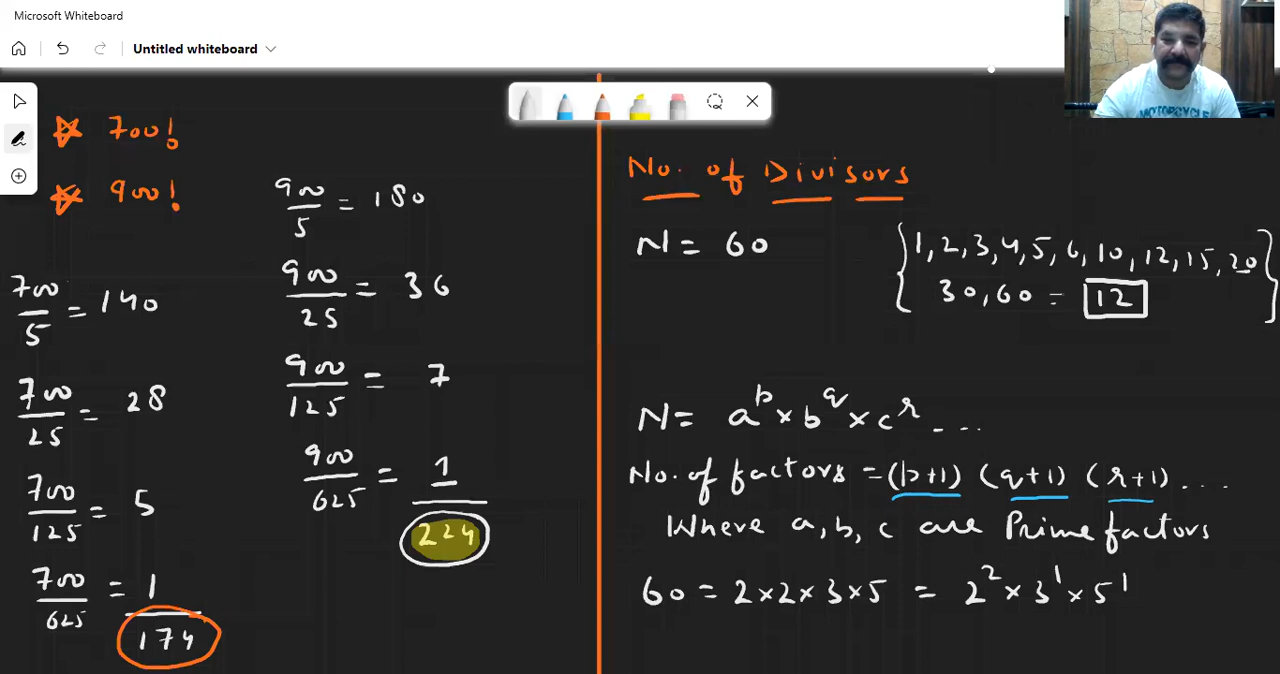 Microsoft Whiteboard
Untitled whiteboard
700!
900!
700/5 = 140
700/25 = 28
700/125 = 5
700/625 = 1
174
900/5 = 180
900/25 = 36
900/125 = 7
900/625 = 1
224
No. of Divisors
N = 60
{1, 2, 3, 4, 5, 6, 10, 12, 15, 20
30, 60 = 12}
N = a^p × b^q × c^r ...
No. of factors = (p+1) (q+1) (r+1) ...
Where a, b, c are Prime factors
60 = 2×2×3×5 = 2^2 × 3^1 × 5^1
MOTORCYCLE